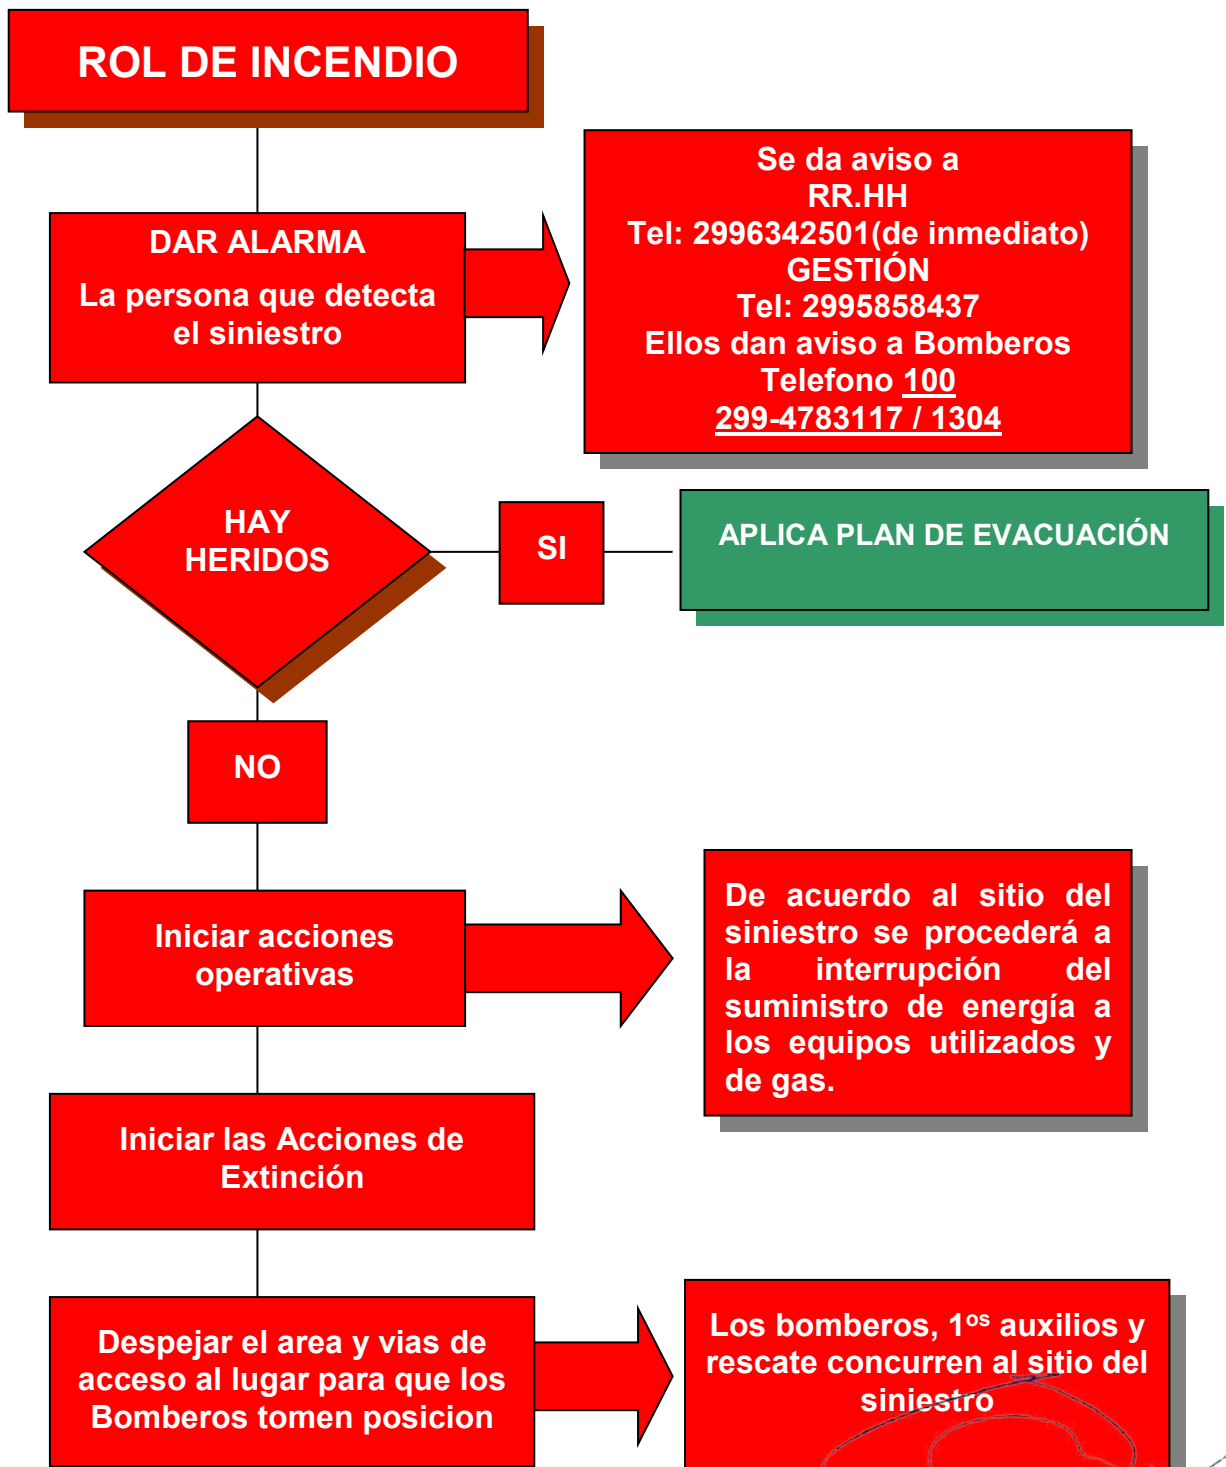 ROL DE INCENDIO
DAR ALARMA
La persona que detecta
el siniestro
Se da aviso a
RR.HH
Tel: 2996342501(de inmediato)
GESTIÓN
Tel: 2995858437
Ellos dan aviso a Bomberos
Telefono 100
299-4783117 / 1304
HAY
HERIDOS
SI
APLICA PLAN DE EVACUACIÓN
NO
Iniciar acciones
operativas
De acuerdo al sitio del
siniestro se procederá a
la interrupción del
suministro de energía a
los equipos utilizados y
de gas.
Iniciar las Acciones de
Extinción
Despejar el area y vias de
acceso al lugar para que los
Bomberos tomen posicion
Los bomberos, 1os auxilios y
rescate concurren al sitio del
siniestro